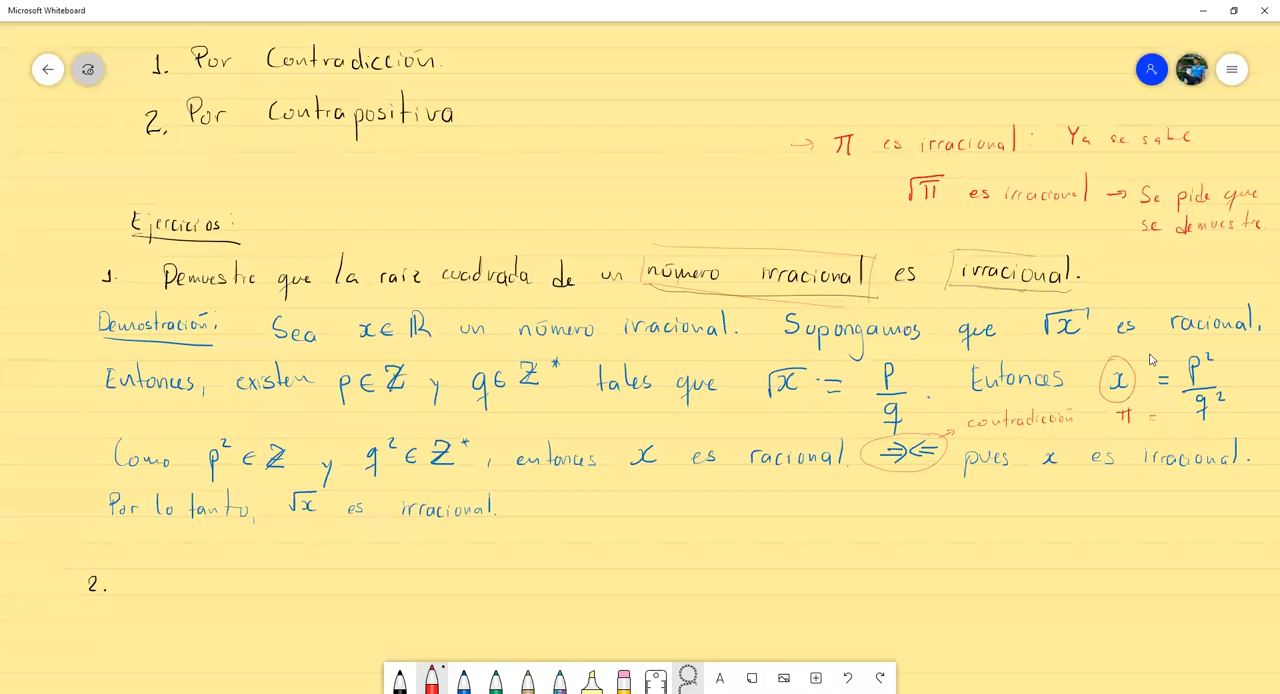 Microsoft Whiteboard
1. Por Contradicción.
2. Por Contrapositiva
→ π es irracional: Ya se sabe
√π es irracional → Se pide que
se demuestre.
Ejercicios:
1. Demuestre que la raíz cuadrada de un número irracional es irracional.
Demostración: Sea x ∈ ℝ un número irracional. Supongamos que √x es racional.
Entonces, existen p ∈ ℤ y q ∈ ℤ* tales que √x = p/q. Entonces x = p²/q²
contradicción π =
Como p² ∈ ℤ y q² ∈ ℤ*, entonces x es racional. ⇒⇐ pues x es irracional.
Por lo tanto, √x es irracional.
2.
A